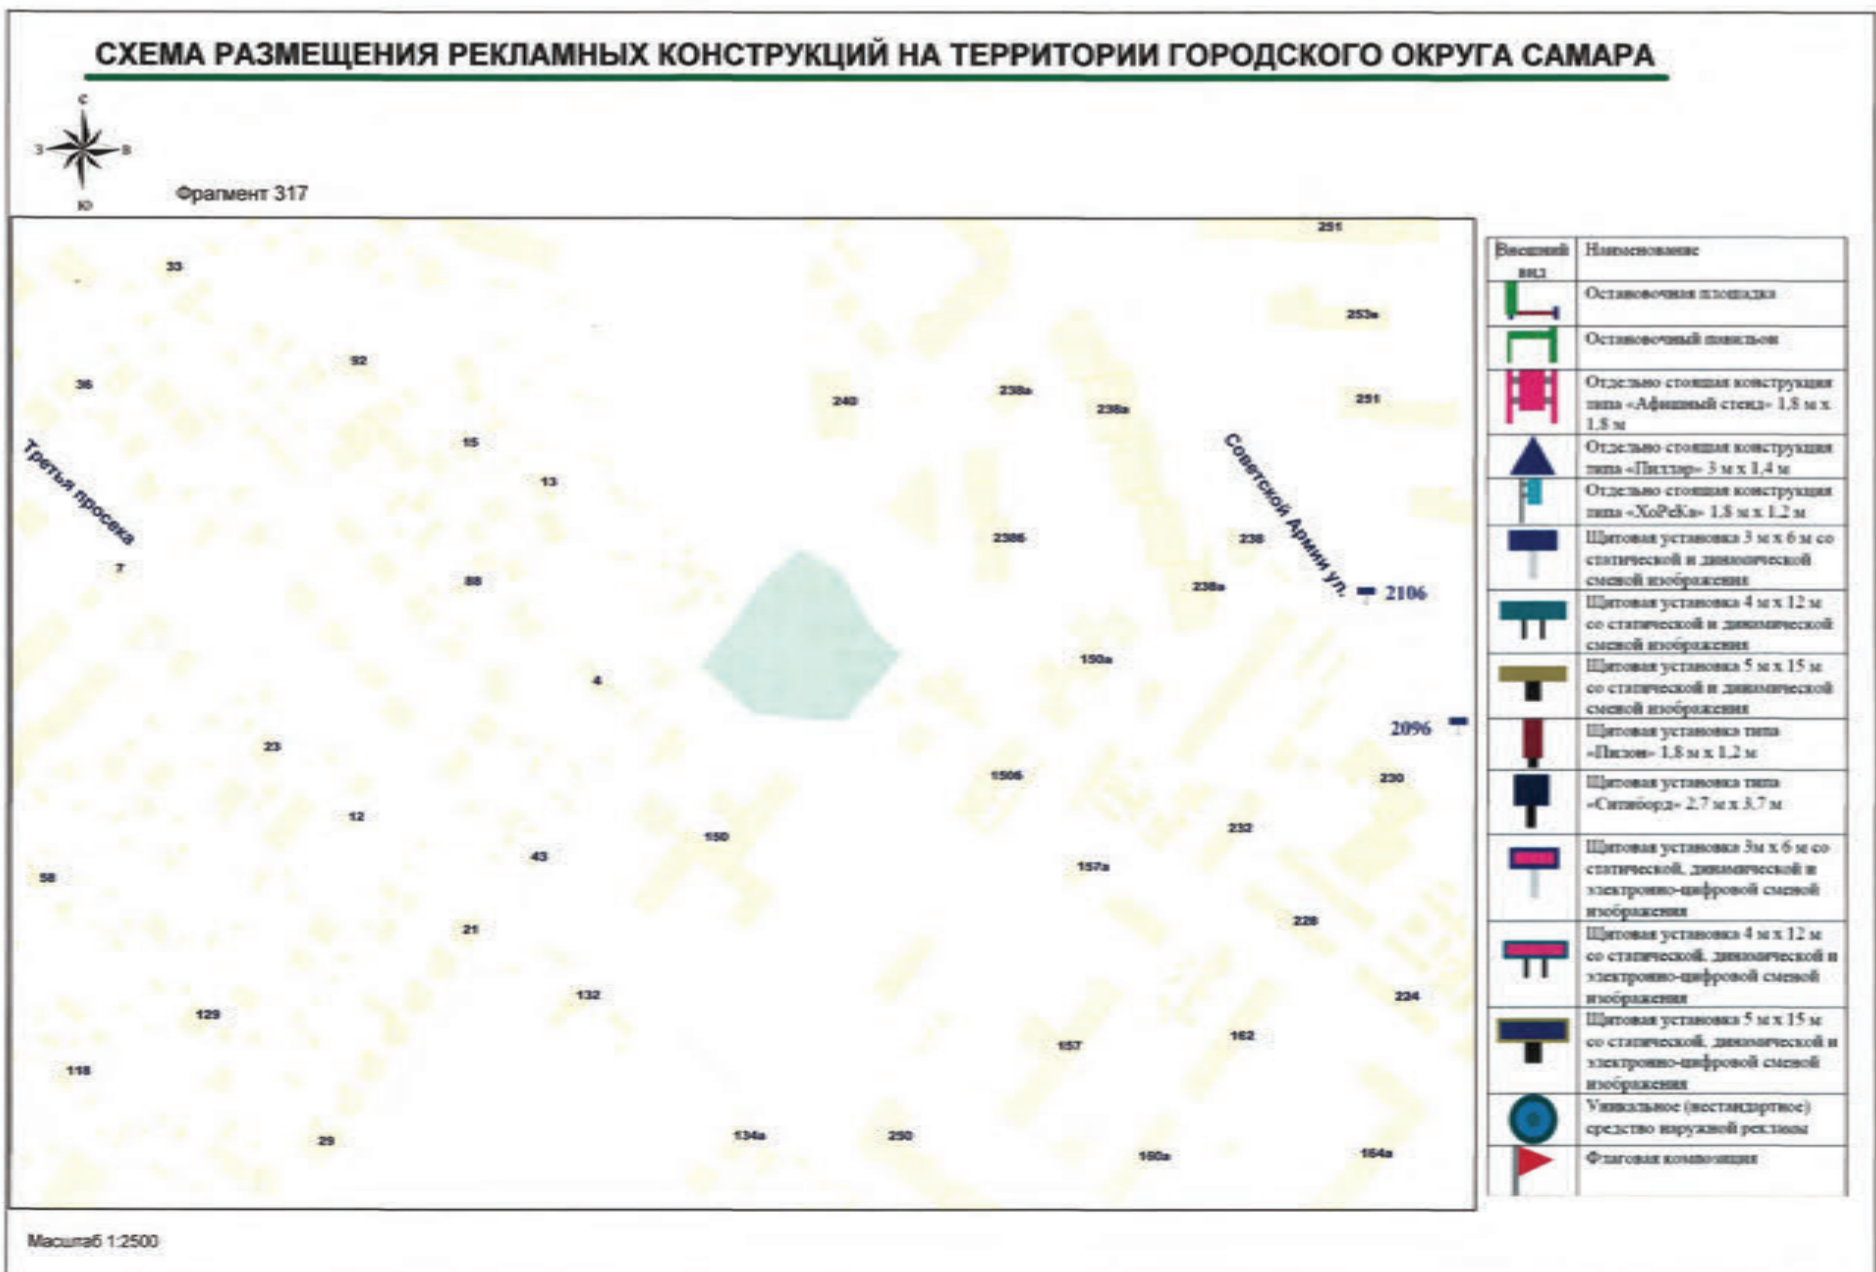 СХЕМА РАЗМЕЩЕНИЯ РЕКЛАМНЫХ КОНСТРУКЦИЙ НА ТЕРРИТОРИИ ГОРОДСКОГО ОКРУГА САМАРА
С
З В
Ю
Фрагмент 317
251
33
253а
92
36
240
238а
238а
251
15
13
Третья просека
Советской Армии ул.
238б
238
7
88
238а
2106
150а
4
2096
23
150б
230
12
150
232
43
157а
58
228
21
132
224
129
162
157
118
29
134а
250
160а
164а
Внешний вид
Наименование
Остановочная площадка
Остановочный павильон
Отдельно стоящая конструкция
типа «Афишный стенд» 1,8 м х
1,8 м
Отдельно стоящая конструкция
типа «Пиллар» 3 м х 1,4 м
Отдельно стоящая конструкция
типа «ХоРеКа» 1,8 м х 1,2 м
Щитовая установка 3 м х 6 м со
статической и динамической
сменой изображения
Щитовая установка 4 м х 12 м
со статической и динамической
сменой изображения
Щитовая установка 5 м х 15 м
со статической и динамической
сменой изображения
Щитовая установка типа
«Пилон» 1,8 м х 1,2 м
Щитовая установка типа
«Ситиборд» 2,7 м х 3,7 м
Щитовая установка 3м х 6 м со
статической, динамической и
электронно-цифровой сменой
изображения
Щитовая установка 4 м х 12 м
со статической, динамической и
электронно-цифровой сменой
изображения
Щитовая установка 5 м х 15 м
со статической, динамической и
электронно-цифровой сменой
изображения
Уникальное (нестандартное)
средство наружной рекламы
Флаговая композиция
Масштаб 1:2500